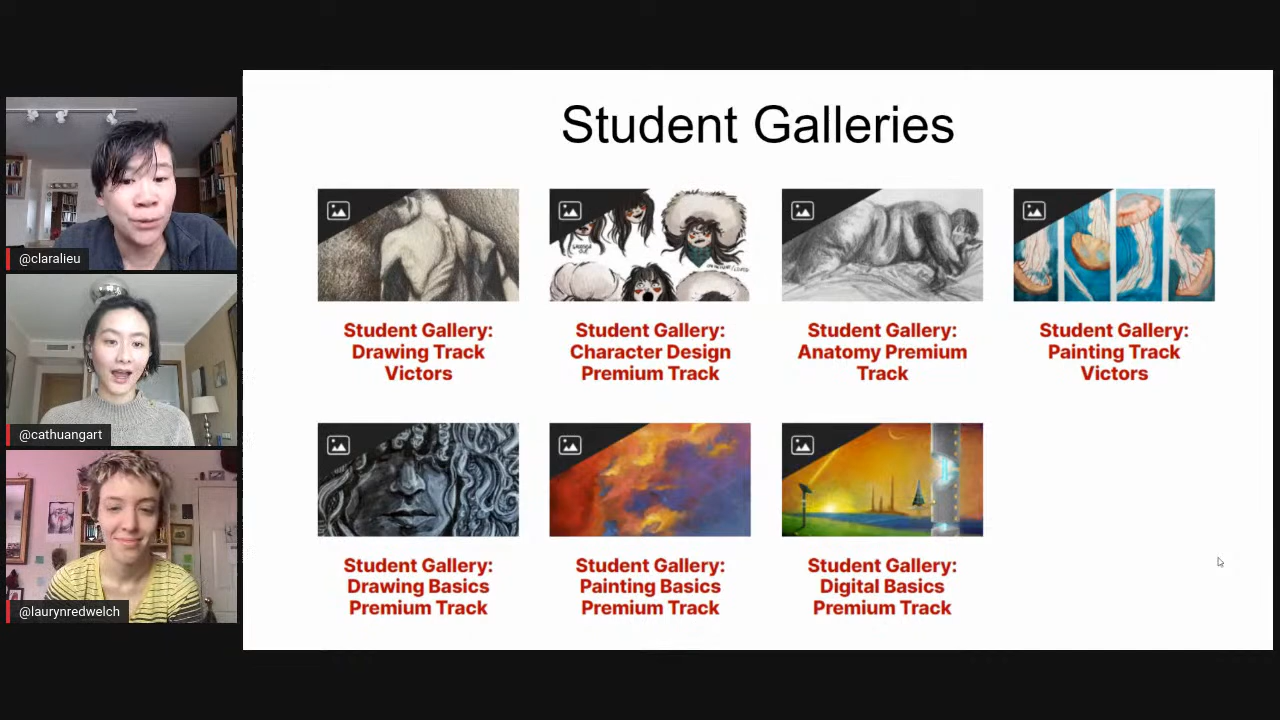 Student Galleries
@claralieu
@cathuangart
@laurynredwelch
Student Gallery:
Drawing Track
Victors
Student Gallery:
Character Design
Premium Track
Student Gallery:
Anatomy Premium
Track
Student Gallery:
Painting Track
Victors
Student Gallery:
Drawing Basics
Premium Track
Student Gallery:
Painting Basics
Premium Track
Student Gallery:
Digital Basics
Premium Track